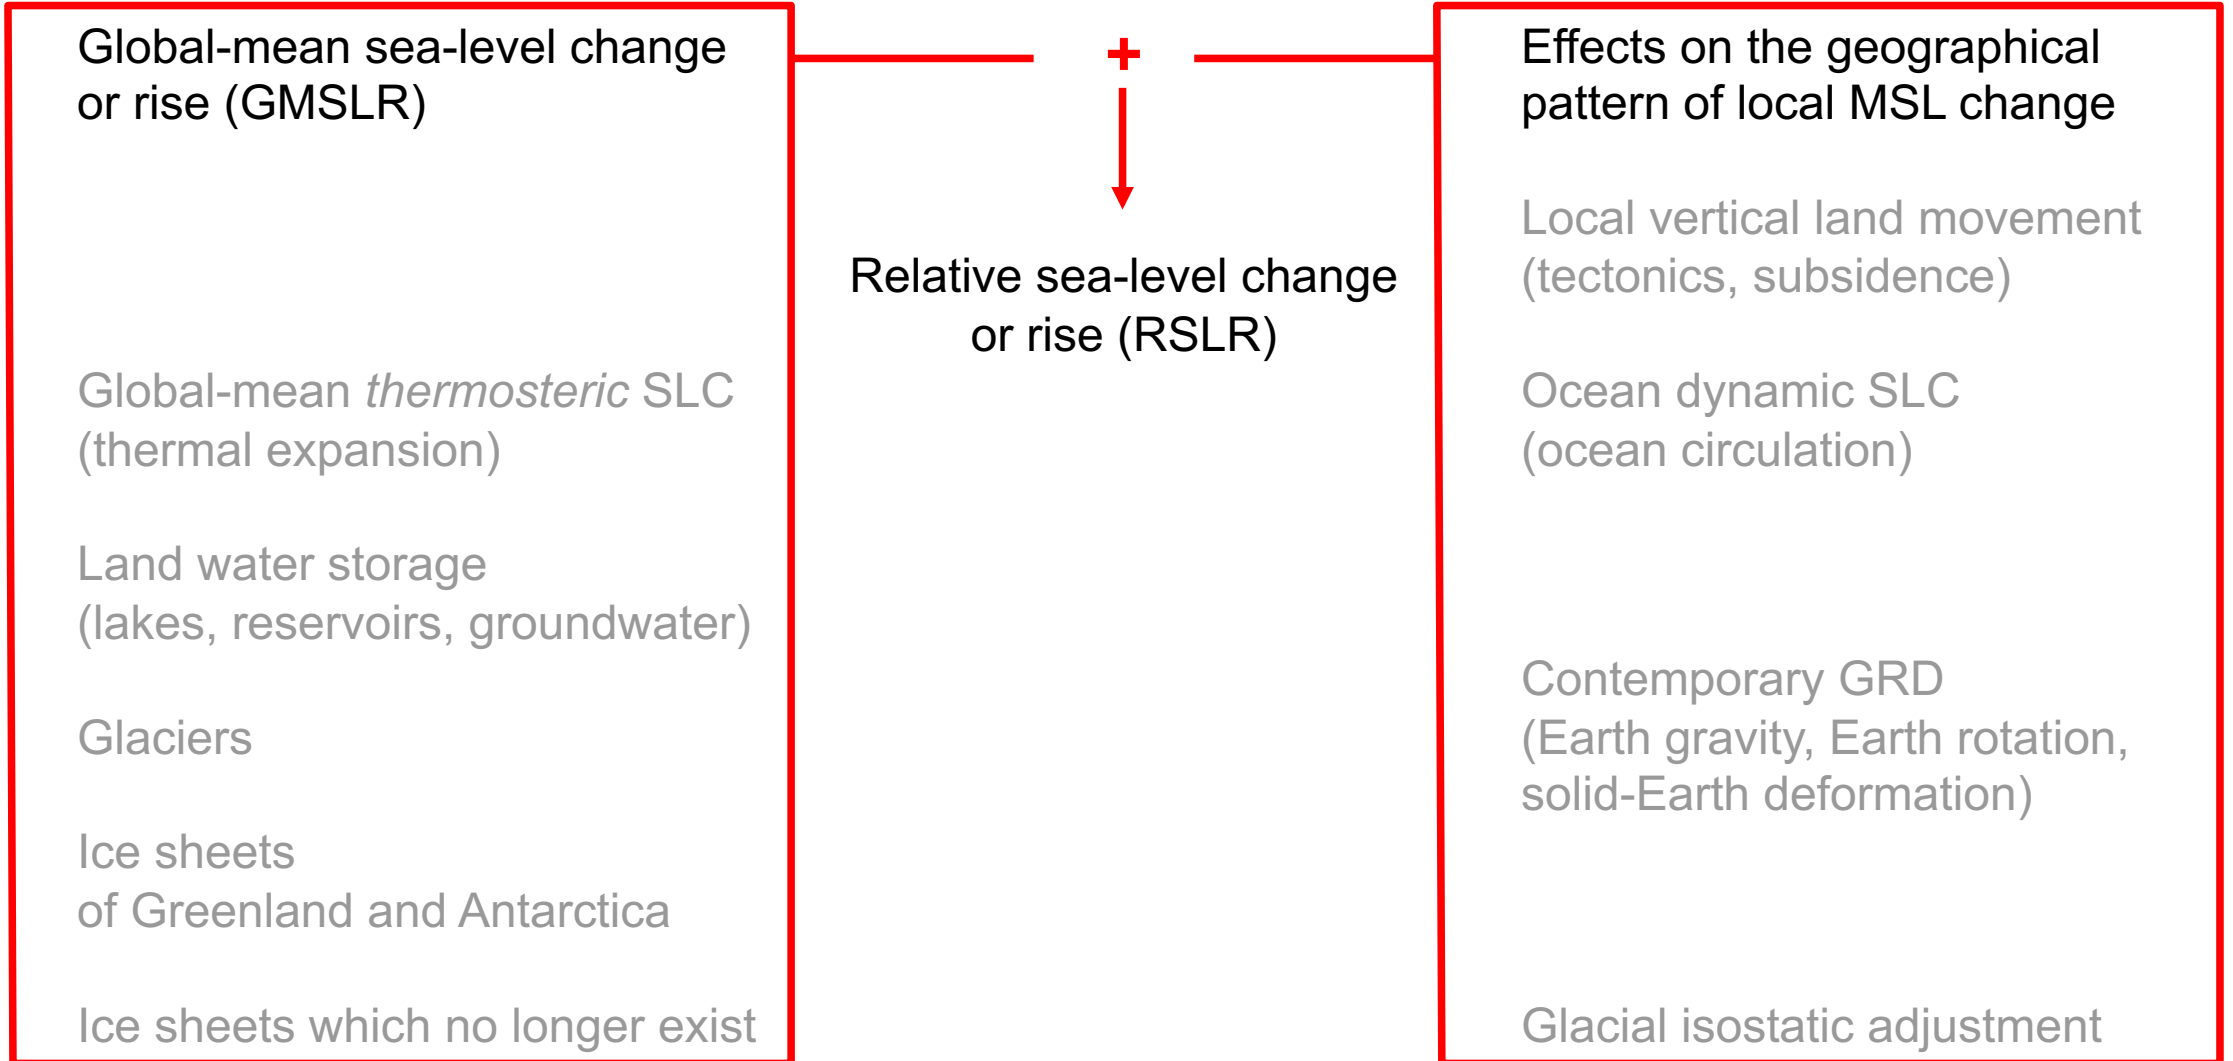 Global-mean sea-level change
or rise (GMSLR)
Global-mean thermosteric SLC
(thermal expansion)
Land water storage
(lakes, reservoirs, groundwater)
Glaciers
Ice sheets
of Greenland and Antarctica
Ice sheets which no longer exist
+
Relative sea-level change
or rise (RSLR)
Effects on the geographical
pattern of local MSL change
Local vertical land movement
(tectonics, subsidence)
Ocean dynamic SLC
(ocean circulation)
Contemporary GRD
(Earth gravity, Earth rotation,
solid-Earth deformation)
Glacial isostatic adjustment